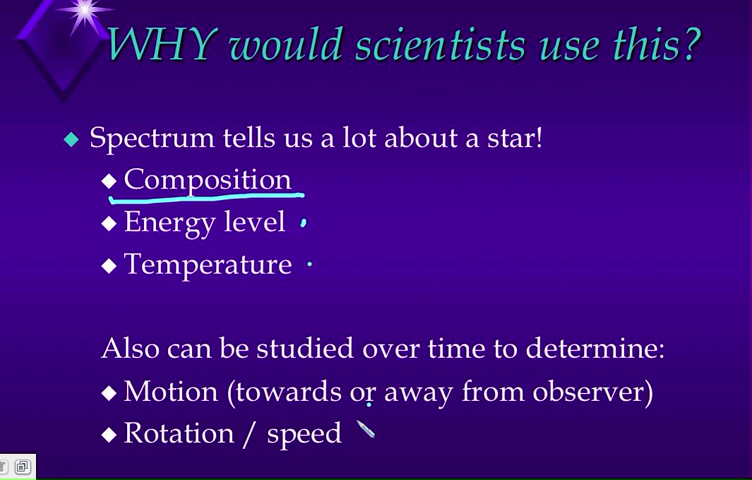 WHY would scientists use this?
Spectrum tells us a lot about a star!
Composition
Energy level
Temperature
Also can be studied over time to determine:
Motion (towards or away from observer)
Rotation / speed